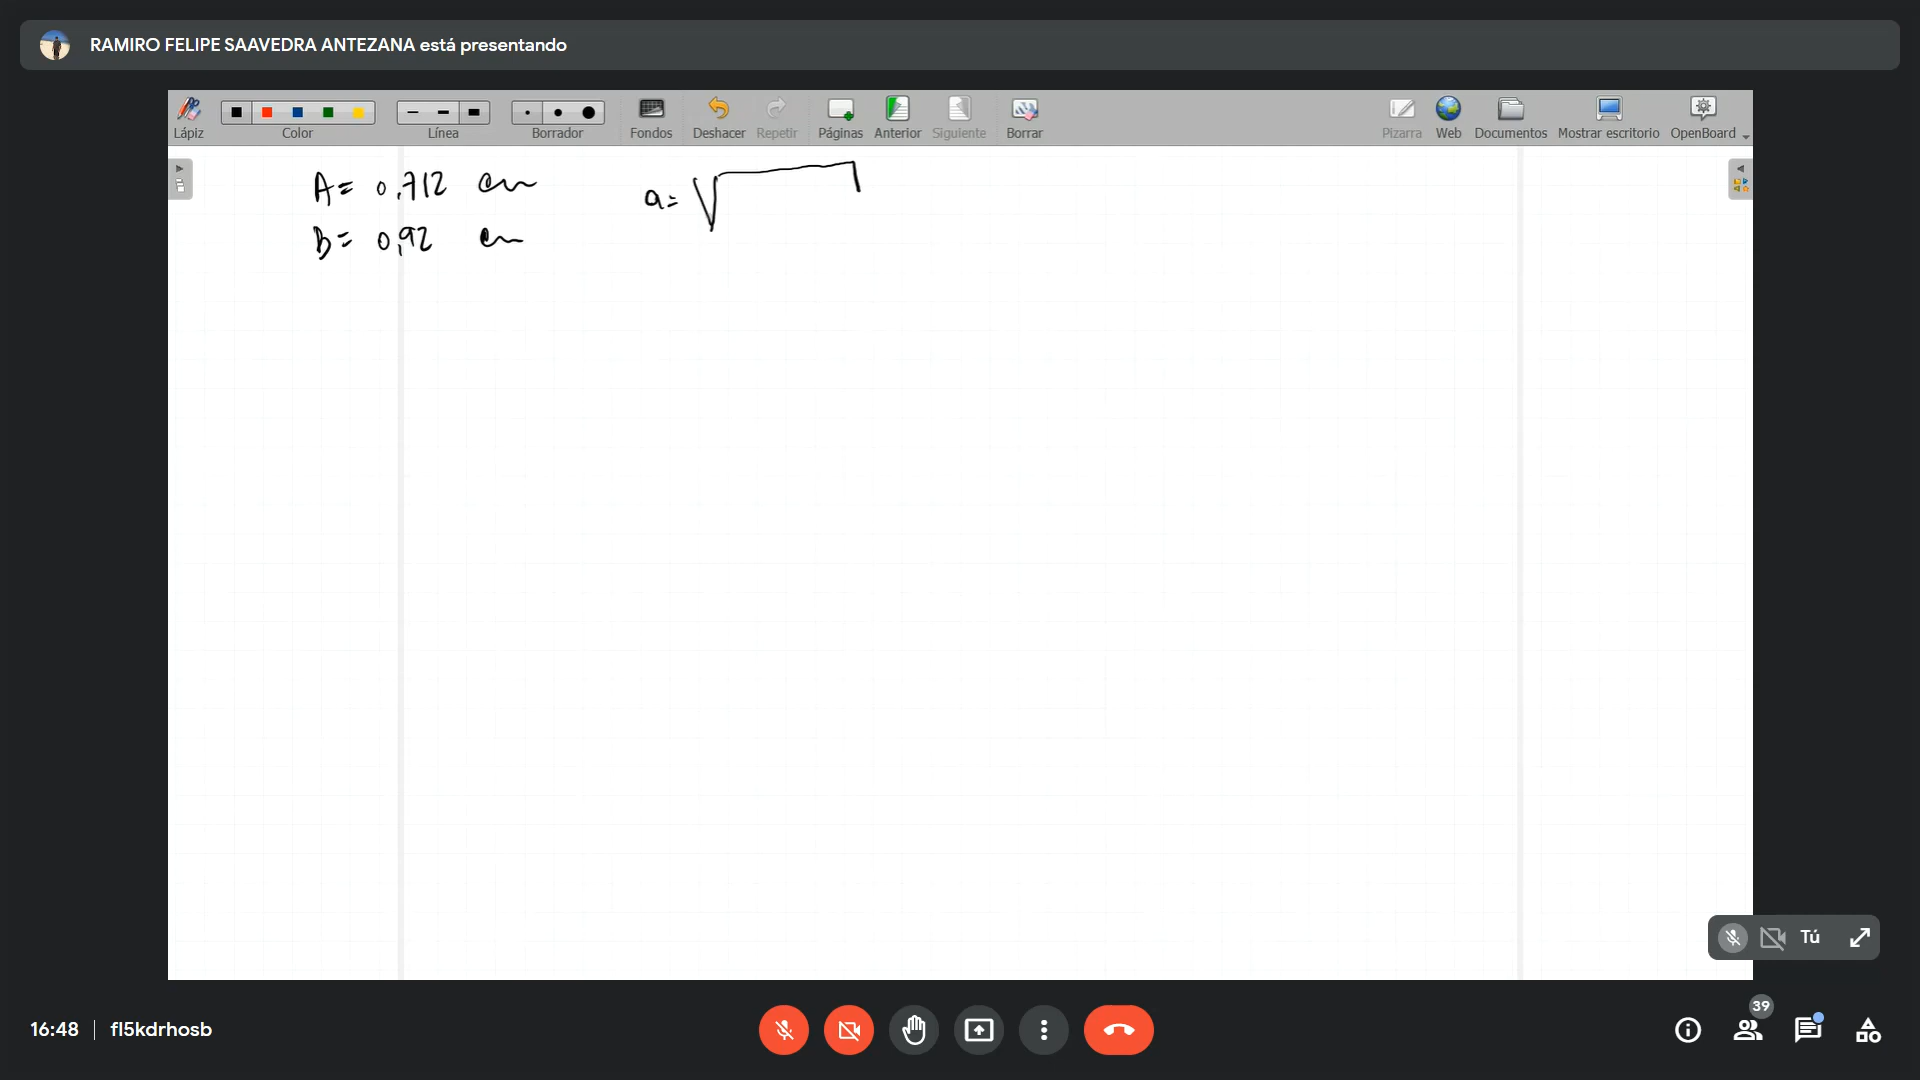 RAMIRO FELIPE SAAVEDRA ANTEZANA está presentando
Lápiz Color Línea Borrador Fondos Deshacer Repetir Páginas Anterior Siguiente Borrar Pizarra Web Documentos Mostrar escritorio OpenBoard
A= 0,712 cm
a= √
B= 0,92 cm
Tú
39
16:48 | fl5kdrhosb